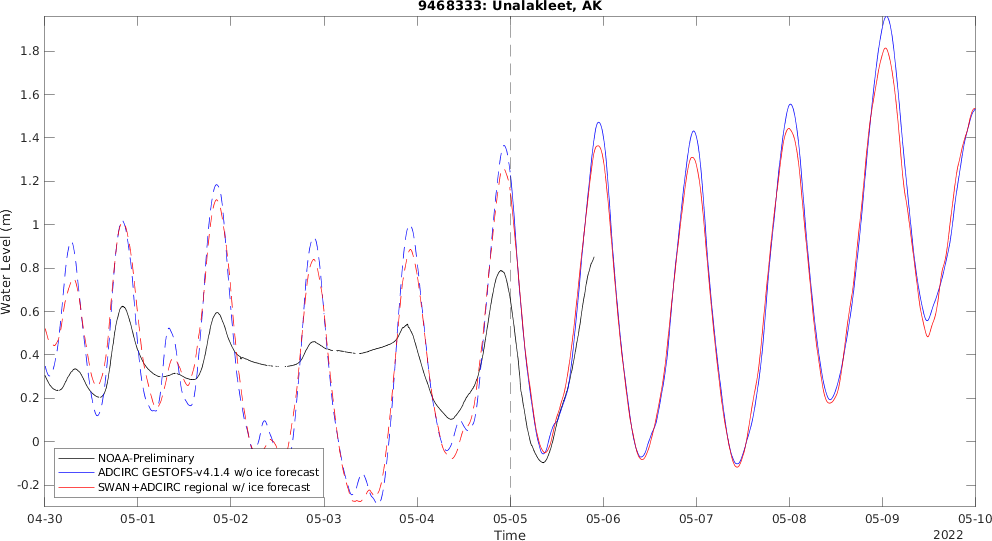 9468333: Unalakleet, AK
1.8
1.6
1.4
1.2
1
0.8
0.6
0.4
0.2
0
-0.2
Water Level (m)
NOAA-Preliminary
ADCIRC GESTOFS-v4.1.4 w/o ice forecast
SWAN+ADCIRC regional w/ ice forecast
04-30 05-01 05-02 05-03 05-04 05-05 05-06 05-07 05-08 05-09 05-10
Time
2022